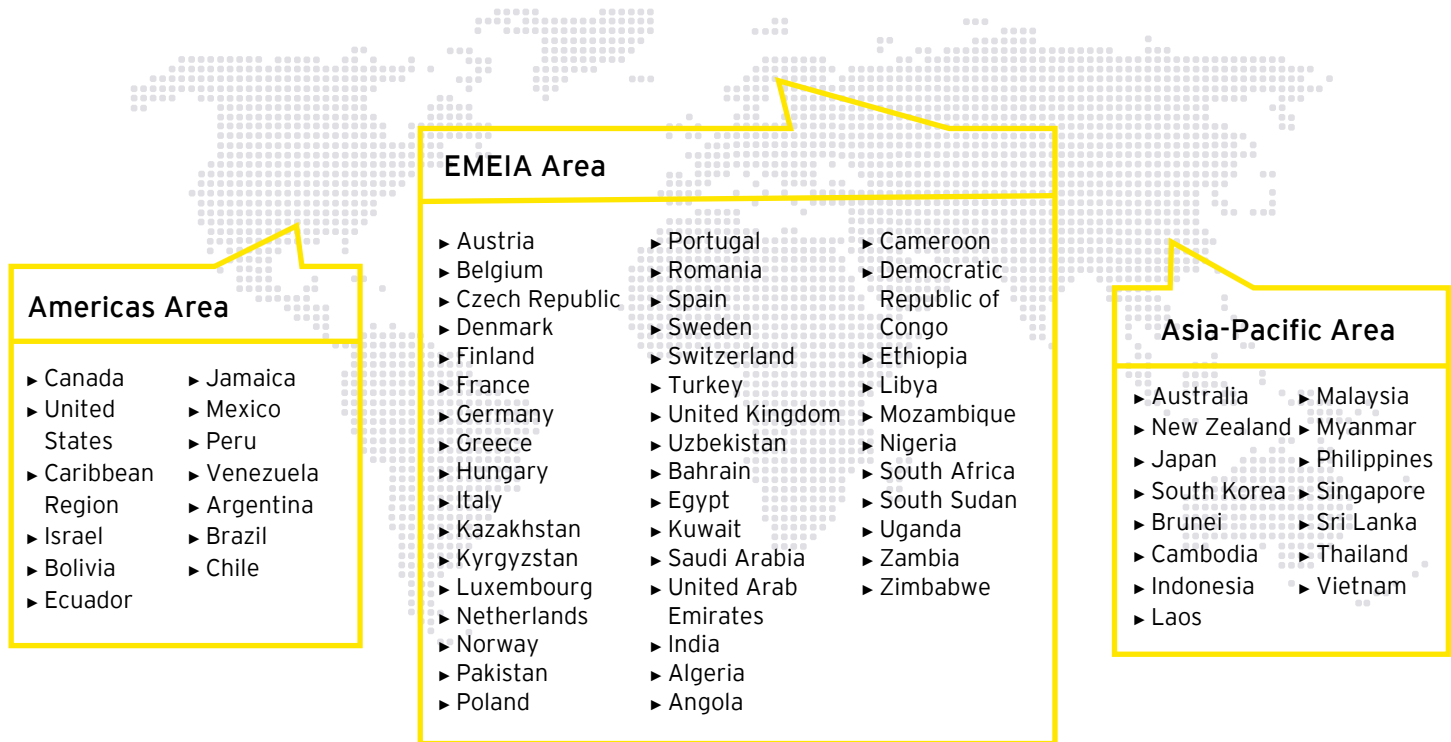 EMEIA Area
► Austria
► Belgium
► Czech Republic
► Denmark
► Finland
► France
► Germany
► Greece
► Hungary
► Italy
► Kazakhstan
► Kyrgyzstan
► Luxembourg
► Netherlands
► Norway
► Pakistan
► Poland
► Portugal
► Romania
► Spain
► Sweden
► Switzerland
► Turkey
► United Kingdom
► Uzbekistan
► Bahrain
► Egypt
► Kuwait
► Saudi Arabia
► United Arab
Emirates
► India
► Algeria
► Angola
► Cameroon
► Democratic
Republic of
Congo
► Ethiopia
► Libya
► Mozambique
► Nigeria
► South Africa
► South Sudan
► Uganda
► Zambia
► Zimbabwe
Americas Area
► Canada
► United
States
► Caribbean
Region
► Israel
► Bolivia
► Ecuador
► Jamaica
► Mexico
► Peru
► Venezuela
► Argentina
► Brazil
► Chile
Asia-Pacific Area
► Australia
► New Zealand
► Japan
► South Korea
► Brunei
► Cambodia
► Indonesia
► Laos
► Malaysia
► Myanmar
► Philippines
► Singapore
► Sri Lanka
► Thailand
► Vietnam